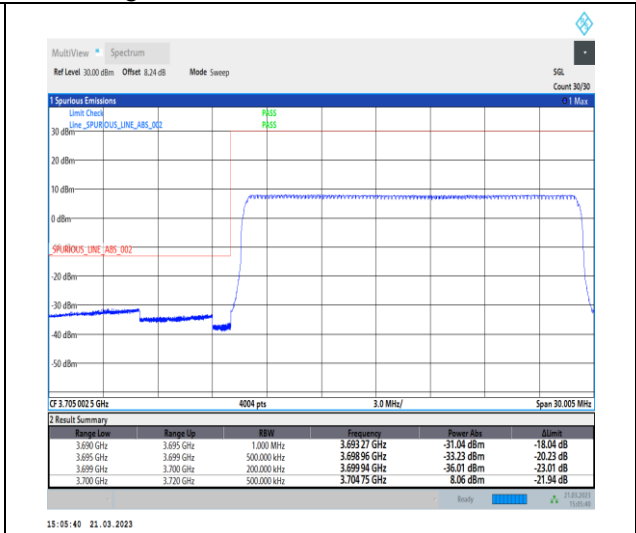 MultiView Spectrum
Ref Level 30.00 dBm Offset 8.24 dB Mode Sweep SGL
Count 30/30
1 Spurious Emissions 1 Max
Limit Check PASS
Line _SPURIOUS_LINE_ABS_002 PASS
30 dBm
20 dBm
10 dBm
0 dBm
_SPURIOUS_LINE_ABS_002
-20 dBm
-30 dBm
-40 dBm
-50 dBm
CF 3.705 002 5 GHz 4004 pts 3.0 MHz/ Span 30.005 MHz
2 Result Summary
Range Low Range Up RBW Frequency Power Abs ΔLimit
3.690 GHz 3.695 GHz 1.000 MHz 3.693 27 GHz -31.04 dBm -18.04 dB
3.695 GHz 3.699 GHz 500.000 kHz 3.698 96 GHz -33.23 dBm -20.23 dB
3.699 GHz 3.700 GHz 200.000 kHz 3.699 94 GHz -36.01 dBm -23.01 dB
3.700 GHz 3.720 GHz 500.000 kHz 3.704 75 GHz 8.06 dBm -21.94 dB
Ready 21.03.2023
15:05:40
15:05:40 21.03.2023